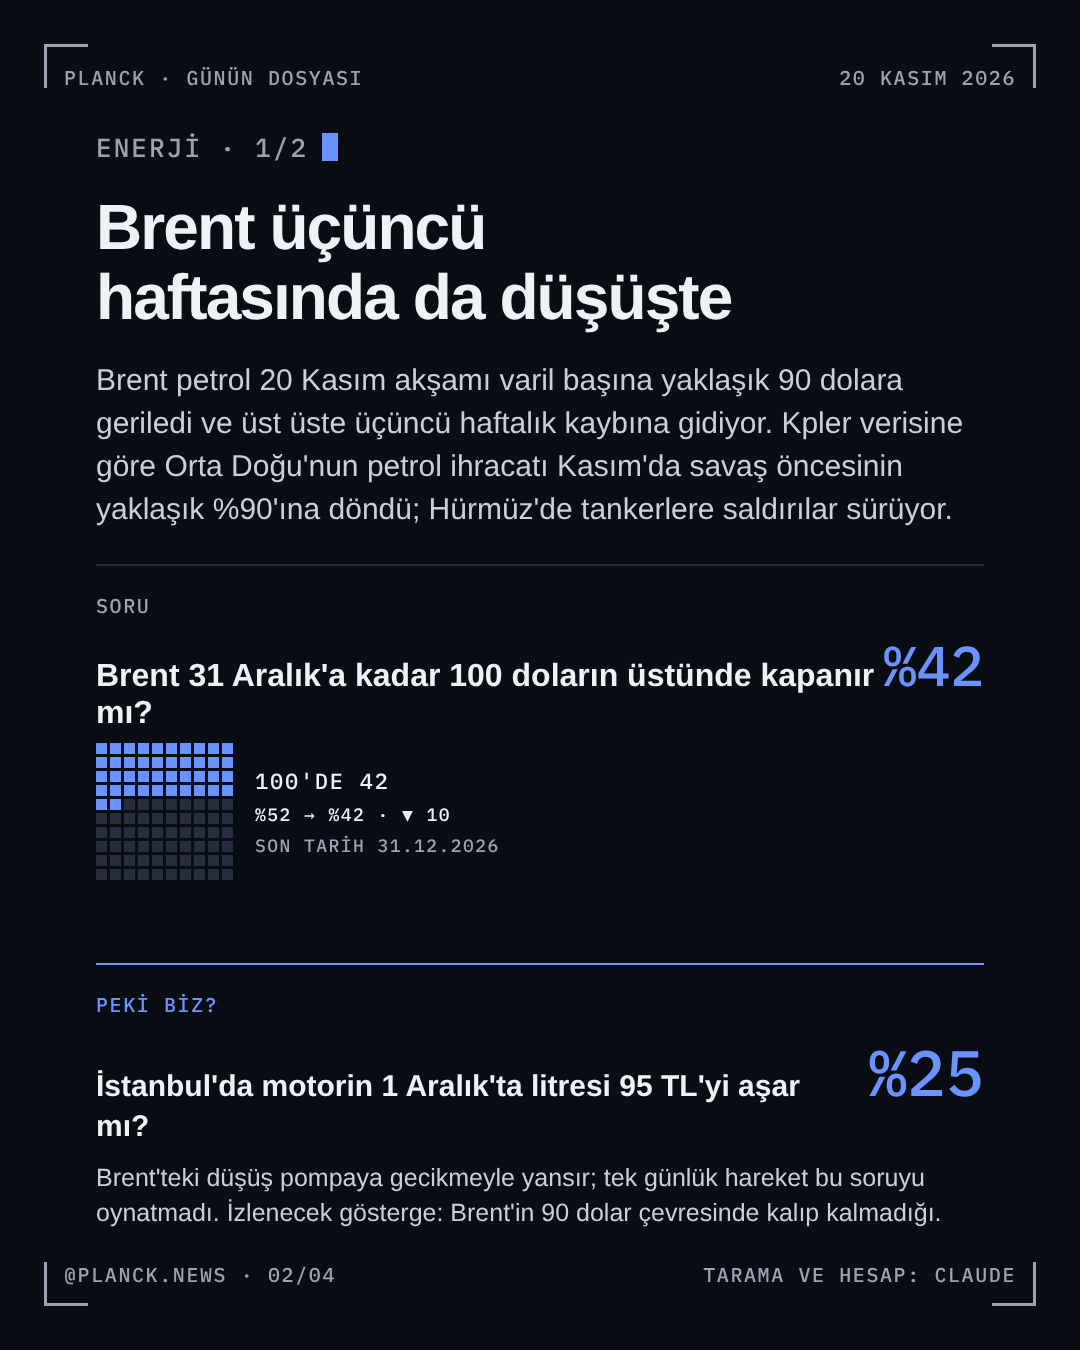 PLANCK · GÜNÜN DOSYASI
20 KASIM 2026
ENERJİ · 1/2
Brent üçüncü
haftasında da düşüşte
Brent petrol 20 Kasım akşamı varil başına yaklaşık 90 dolara
geriledi ve üst üste üçüncü haftalık kaybına gidiyor. Kpler verisine
göre Orta Doğu'nun petrol ihracatı Kasım'da savaş öncesinin
yaklaşık %90'ına döndü; Hürmüz'de tankerlere saldırılar sürüyor.
SORU
Brent 31 Aralık'a kadar 100 doların üstünde kapanır
mı?
%42
100'DE 42
%52 → %42 · ▼ 10
SON TARİH 31.12.2026
PEKİ BİZ?
İstanbul'da motorin 1 Aralık'ta litresi 95 TL'yi aşar
mı?
%25
Brent'teki düşüş pompaya gecikmeyle yansır; tek günlük hareket bu soruyu
oynatmadı. İzlenecek gösterge: Brent'in 90 dolar çevresinde kalıp kalmadığı.
@PLANCK.NEWS · 02/04
TARAMA VE HESAP: CLAUDE